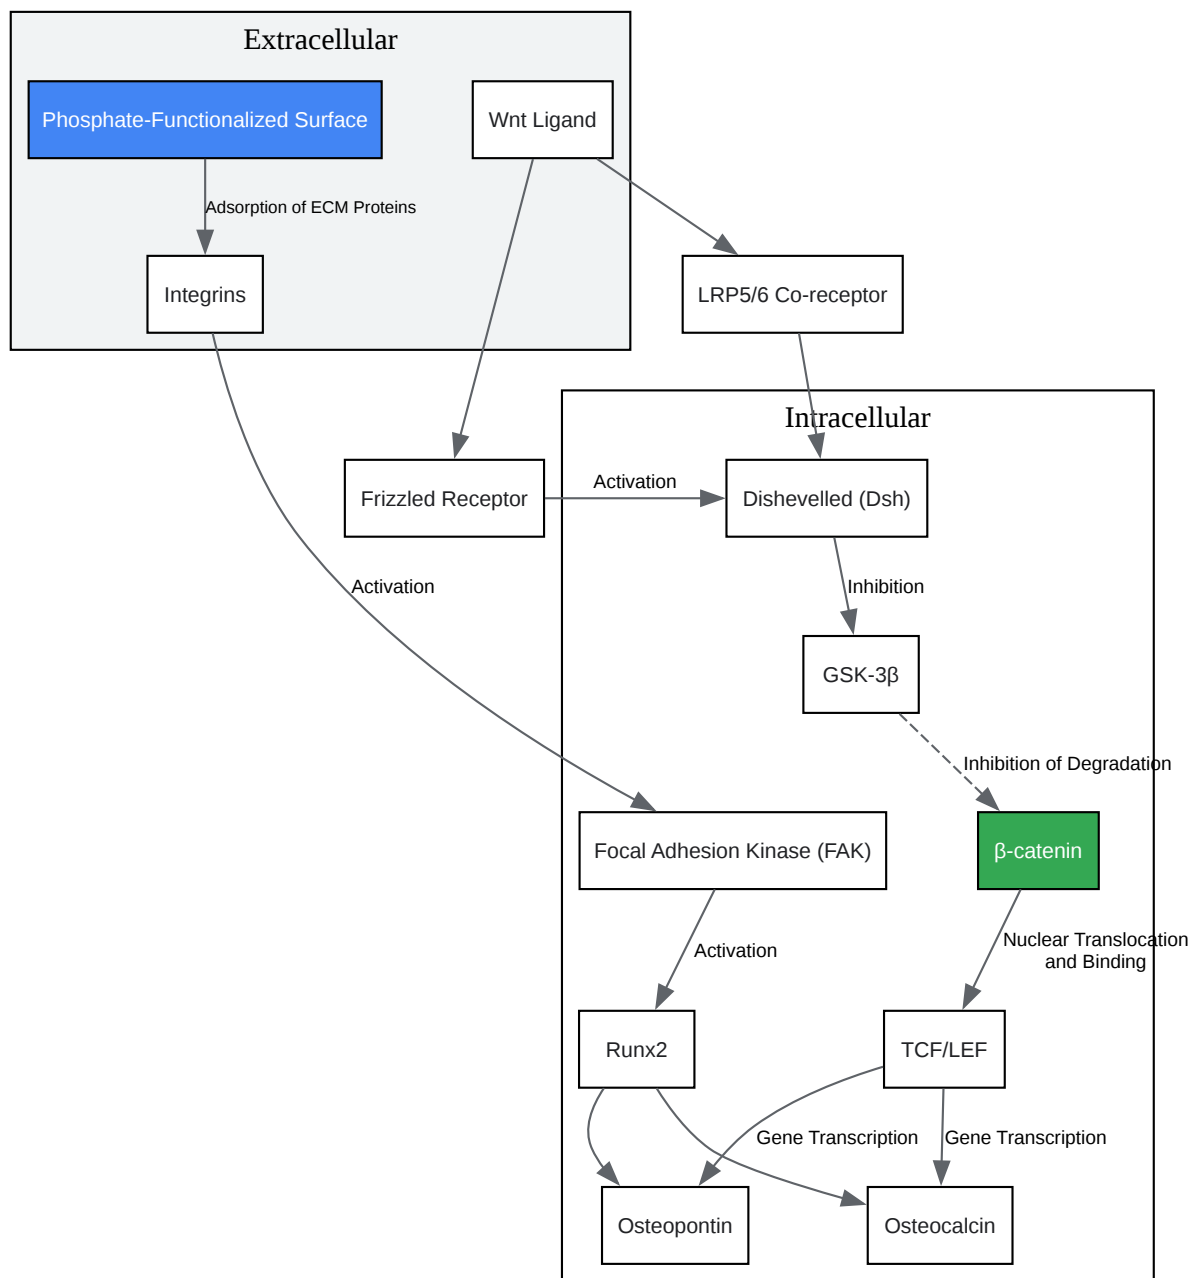 Extracellular
Phosphate-Functionalized Surface
Wnt Ligand
Adsorption of ECM Proteins
Integrins
LRP5/6 Co-receptor
Intracellular
Frizzled Receptor
Activation
Dishevelled (Dsh)
Activation
Inhibition
GSK-3β
Inhibition of Degradation
Focal Adhesion Kinase (FAK)
β-catenin
Activation
Nuclear Translocation
and Binding
Runx2
TCF/LEF
Gene Transcription
Gene Transcription
Osteopontin
Osteocalcin